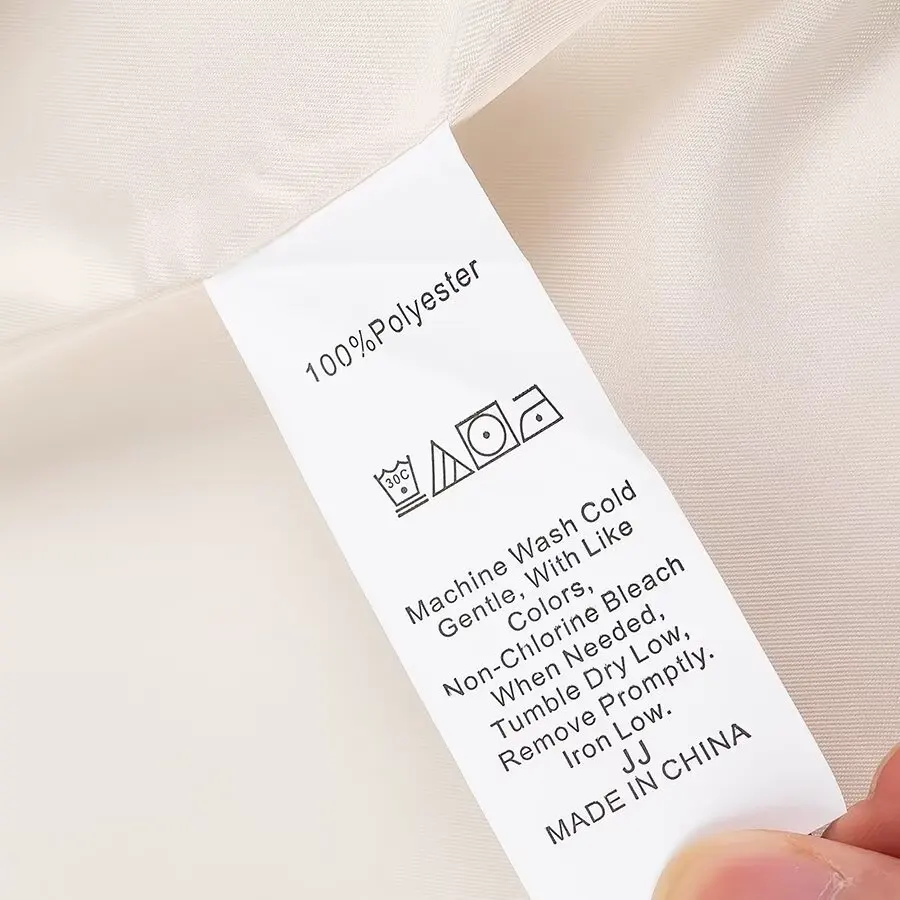 100%Polyester
30C
Machine Wash Cold
Gentle, With Like
Colors,
Non-Chlorine Bleach
When Needed,
Tumble Dry Low,
Remove Promptly.
Iron Low.
JJ
MADE IN CHINA